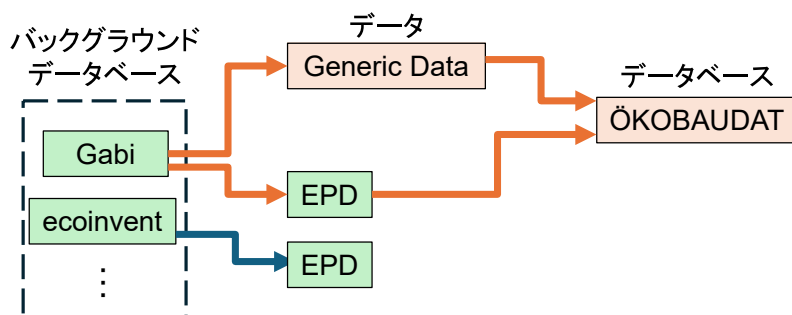 バックグラウンド
データベース
Gabi
ecoinvent
⋮
データ
Generic Data
EPD
EPD
データベース
ÖKOBAUDAT